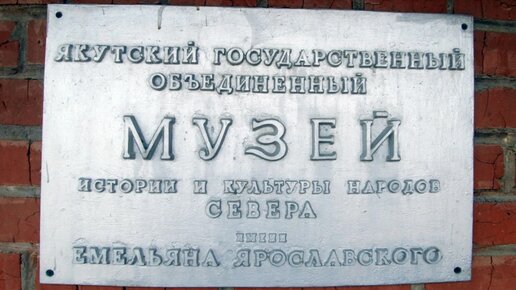 ЯКУТСКИЙ ГОСУДАРСТВЕННЫЙ
ОБЪЕДИНЕННЫЙ
МУЗЕЙ
ИСТОРИИ И КУЛЬТУРЫ НАРОДОВ
СЕВЕРА
ИМЕНИ
ЕМЕЛЬЯНА ЯРОСЛАВСКОГО